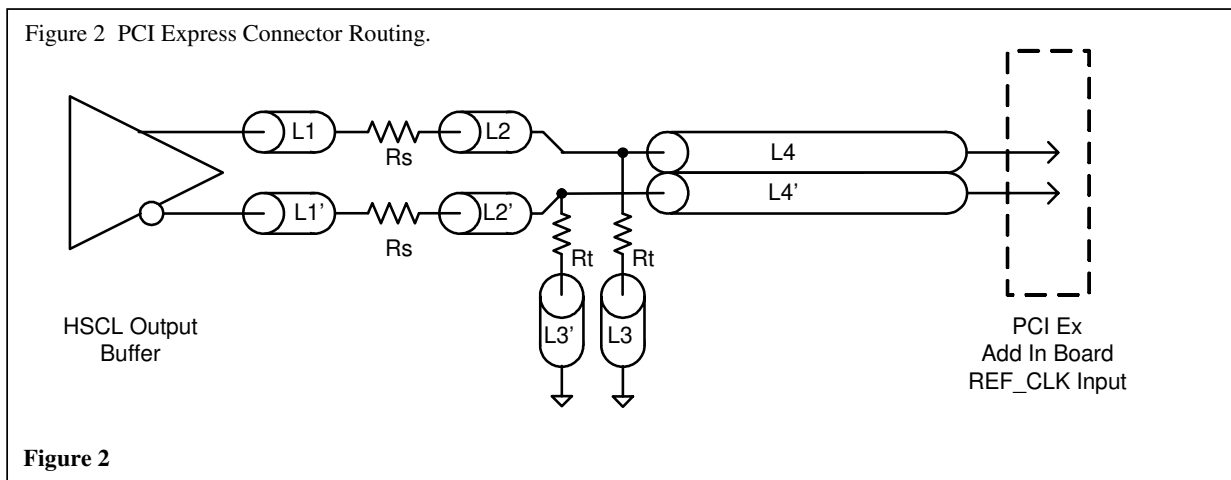 Figure 2 PCI Express Connector Routing.
L1
Rs
L2
L4
L1'
Rs
L2'
L4'
Rt
Rt
L3'
L3
HSCL Output
Buffer
PCI Ex
Add In Board
REF_CLK Input
Figure 2